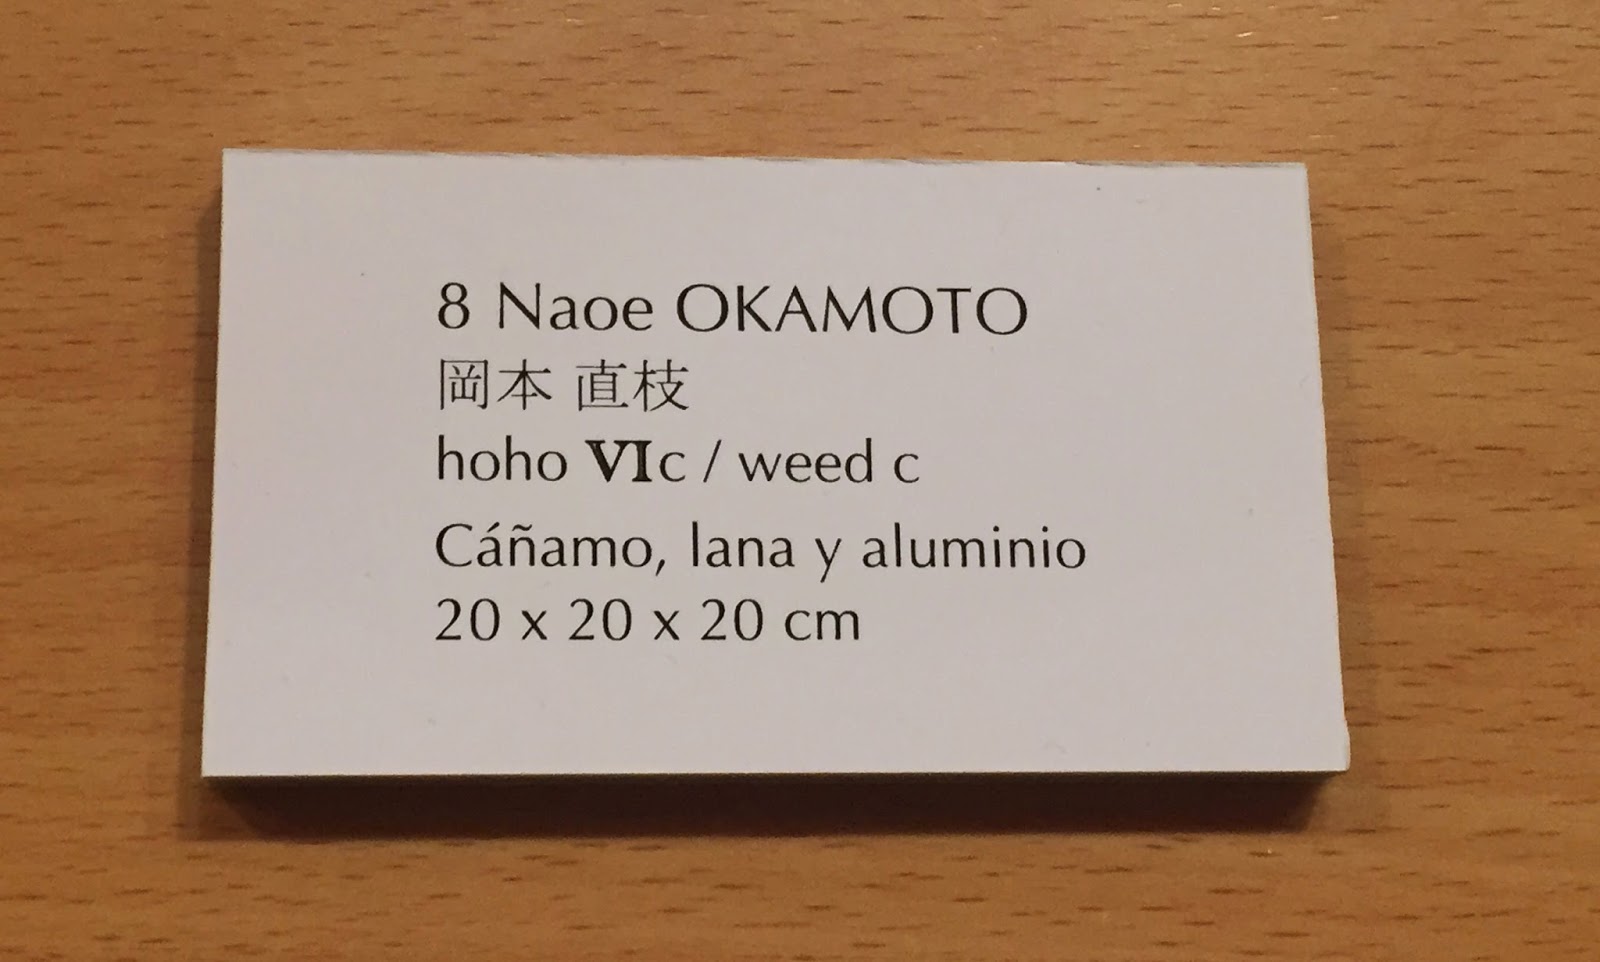 8 Naoe OKAMOTO
岡本 直枝
hoho VIc / weed c
Cáñamo, lana y aluminio
20 x 20 x 20 cm